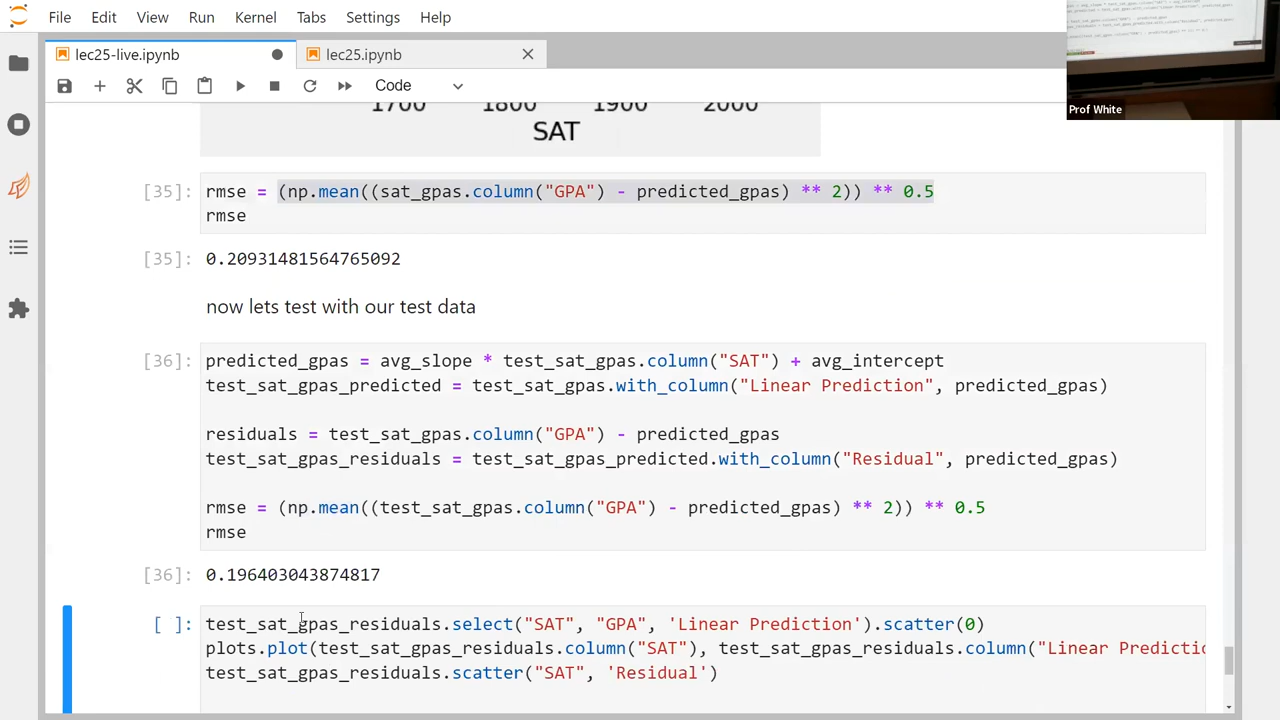 File Edit View Run Kernel Tabs Settings Help
lec25-live.ipynb
lec25.ipynb
Code
Prof White
1700 1800 1900 2000
SAT
[35]: rmse = (np.mean((sat_gpas.column("GPA") - predicted_gpas) ** 2)) ** 0.5
rmse
[35]: 0.20931481564765092
now lets test with our test data
[36]: predicted_gpas = avg_slope * test_sat_gpas.column("SAT") + avg_intercept
test_sat_gpas_predicted = test_sat_gpas.with_column("Linear Prediction", predicted_gpas)
residuals = test_sat_gpas.column("GPA") - predicted_gpas
test_sat_gpas_residuals = test_sat_gpas_predicted.with_column("Residual", predicted_gpas)
rmse = (np.mean((test_sat_gpas.column("GPA") - predicted_gpas) ** 2)) ** 0.5
rmse
[36]: 0.196403043874817
[ ]: test_sat_gpas_residuals.select("SAT", "GPA", 'Linear Prediction').scatter(0)
plots.plot(test_sat_gpas_residuals.column("SAT"), test_sat_gpas_residuals.column("Linear Predictio
test_sat_gpas_residuals.scatter("SAT", 'Residual')